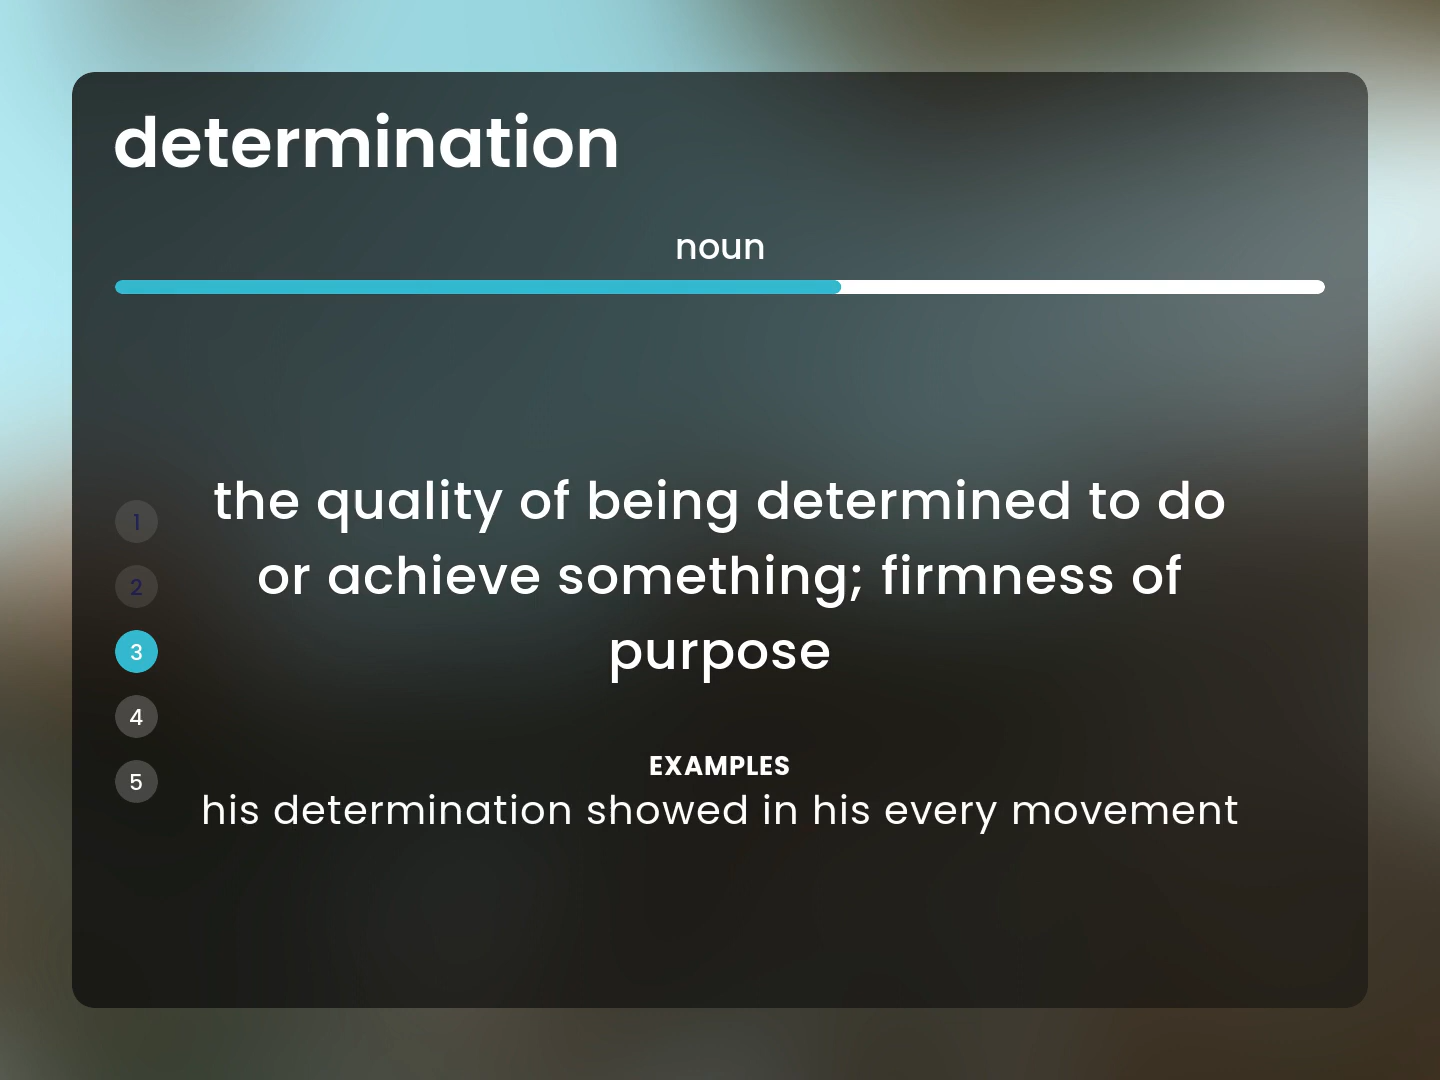 determination
noun
the quality of being determined to do
or achieve something; firmness of
purpose
1
2
3
4
5
EXAMPLES
his determination showed in his every movement